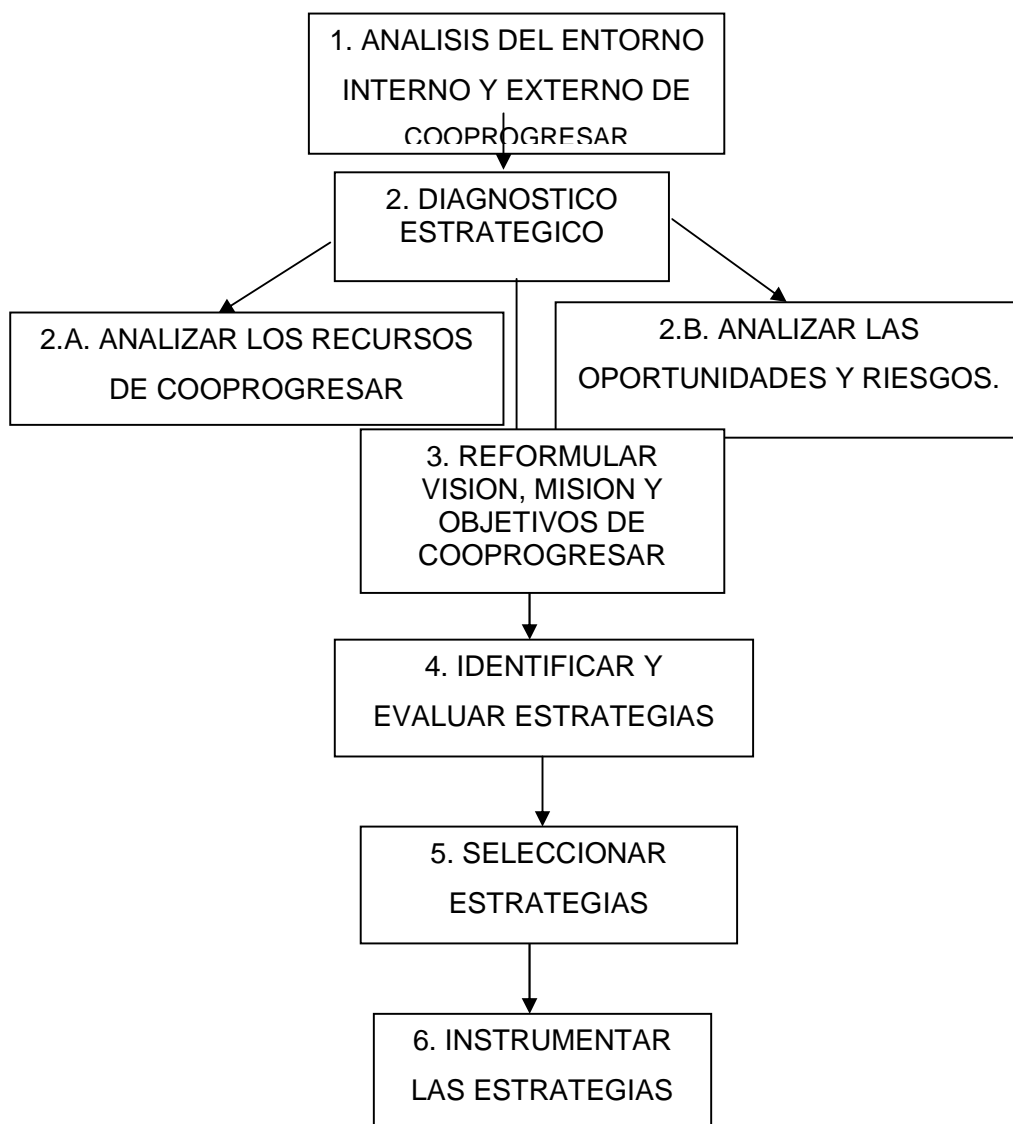 1. ANALISIS DEL ENTORNO
INTERNO Y EXTERNO DE
COOPROGRESAR
2. DIAGNOSTICO
ESTRATEGICO
2.A. ANALIZAR LOS RECURSOS
DE COOPROGRESAR
2.B. ANALIZAR LAS
OPORTUNIDADES Y RIESGOS.
3. REFORMULAR
VISION, MISION Y
OBJETIVOS DE
COOPROGRESAR
4. IDENTIFICAR Y
EVALUAR ESTRATEGIAS
5. SELECCIONAR
ESTRATEGIAS
6. INSTRUMENTAR
LAS ESTRATEGIAS